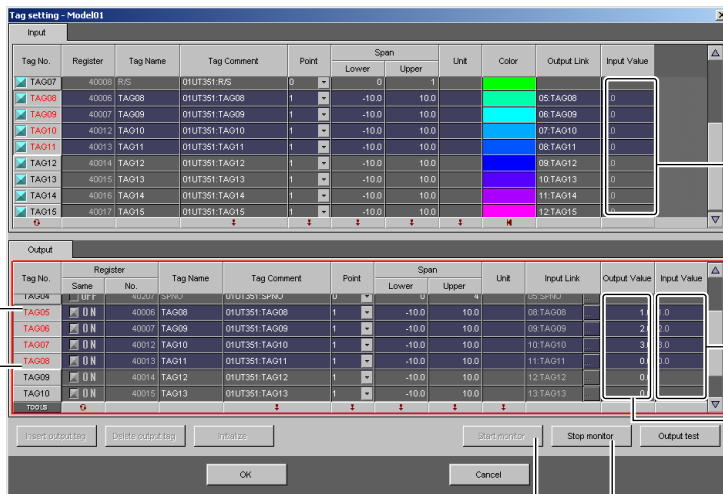 Tag setting - Model01
Input
Tag No. Register Tag Name Tag Comment Point Span Unit Color Output Link Input Value
Lower Upper
TAG07 40008 R/S 01UT351:R/S 0 0 1
TAG08 40006 TAG08 01UT351:TAG08 1 -10.0 10.0 05:TAG08 .0
TAG09 40007 TAG09 01UT351:TAG09 1 -10.0 10.0 06:TAG09 .0
TAG10 40012 TAG10 01UT351:TAG10 1 -10.0 10.0 07:TAG10 .0
TAG11 40013 TAG11 01UT351:TAG11 1 -10.0 10.0 08:TAG11 .0
TAG12 40014 TAG12 01UT351:TAG12 1 -10.0 10.0 09:TAG12 .0
TAG13 40015 TAG13 01UT351:TAG13 1 -10.0 10.0 10:TAG13 .0
TAG14 40016 TAG14 01UT351:TAG14 1 -10.0 10.0 11:TAG14 .0
TAG15 40017 TAG15 01UT351:TAG15 1 -10.0 10.0 12:TAG15 .0
Output
Tag No. Register Tag Name Tag Comment Point Span Unit Input Link Output Value Input Value
Same No. Lower Upper
TAG04 OFF 40207 SPNO 01UT351:SPNO 0 0 4 05:SPNO ...
TAG05 ON 40006 TAG08 01UT351:TAG08 1 -10.0 10.0 08:TAG08 ... 1.0 1.0
TAG06 ON 40007 TAG09 01UT351:TAG09 1 -10.0 10.0 09:TAG09 ... 2.0 2.0
TAG07 ON 40012 TAG10 01UT351:TAG10 1 -10.0 10.0 10:TAG10 ... 3.0 3.0
TAG08 ON 40013 TAG11 01UT351:TAG11 1 -10.0 10.0 11:TAG11 ... 0.0 0.0
TAG09 ON 40014 TAG12 01UT351:TAG12 1 -10.0 10.0 12:TAG12 ... 0.
TAG10 ON 40015 TAG13 01UT351:TAG13 1 -10.0 10.0 13:TAG13 ... 0.
TOOLS
Insert output tag Delete output tag Initialize Start monitor Stop monitor Output test
OK Cancel